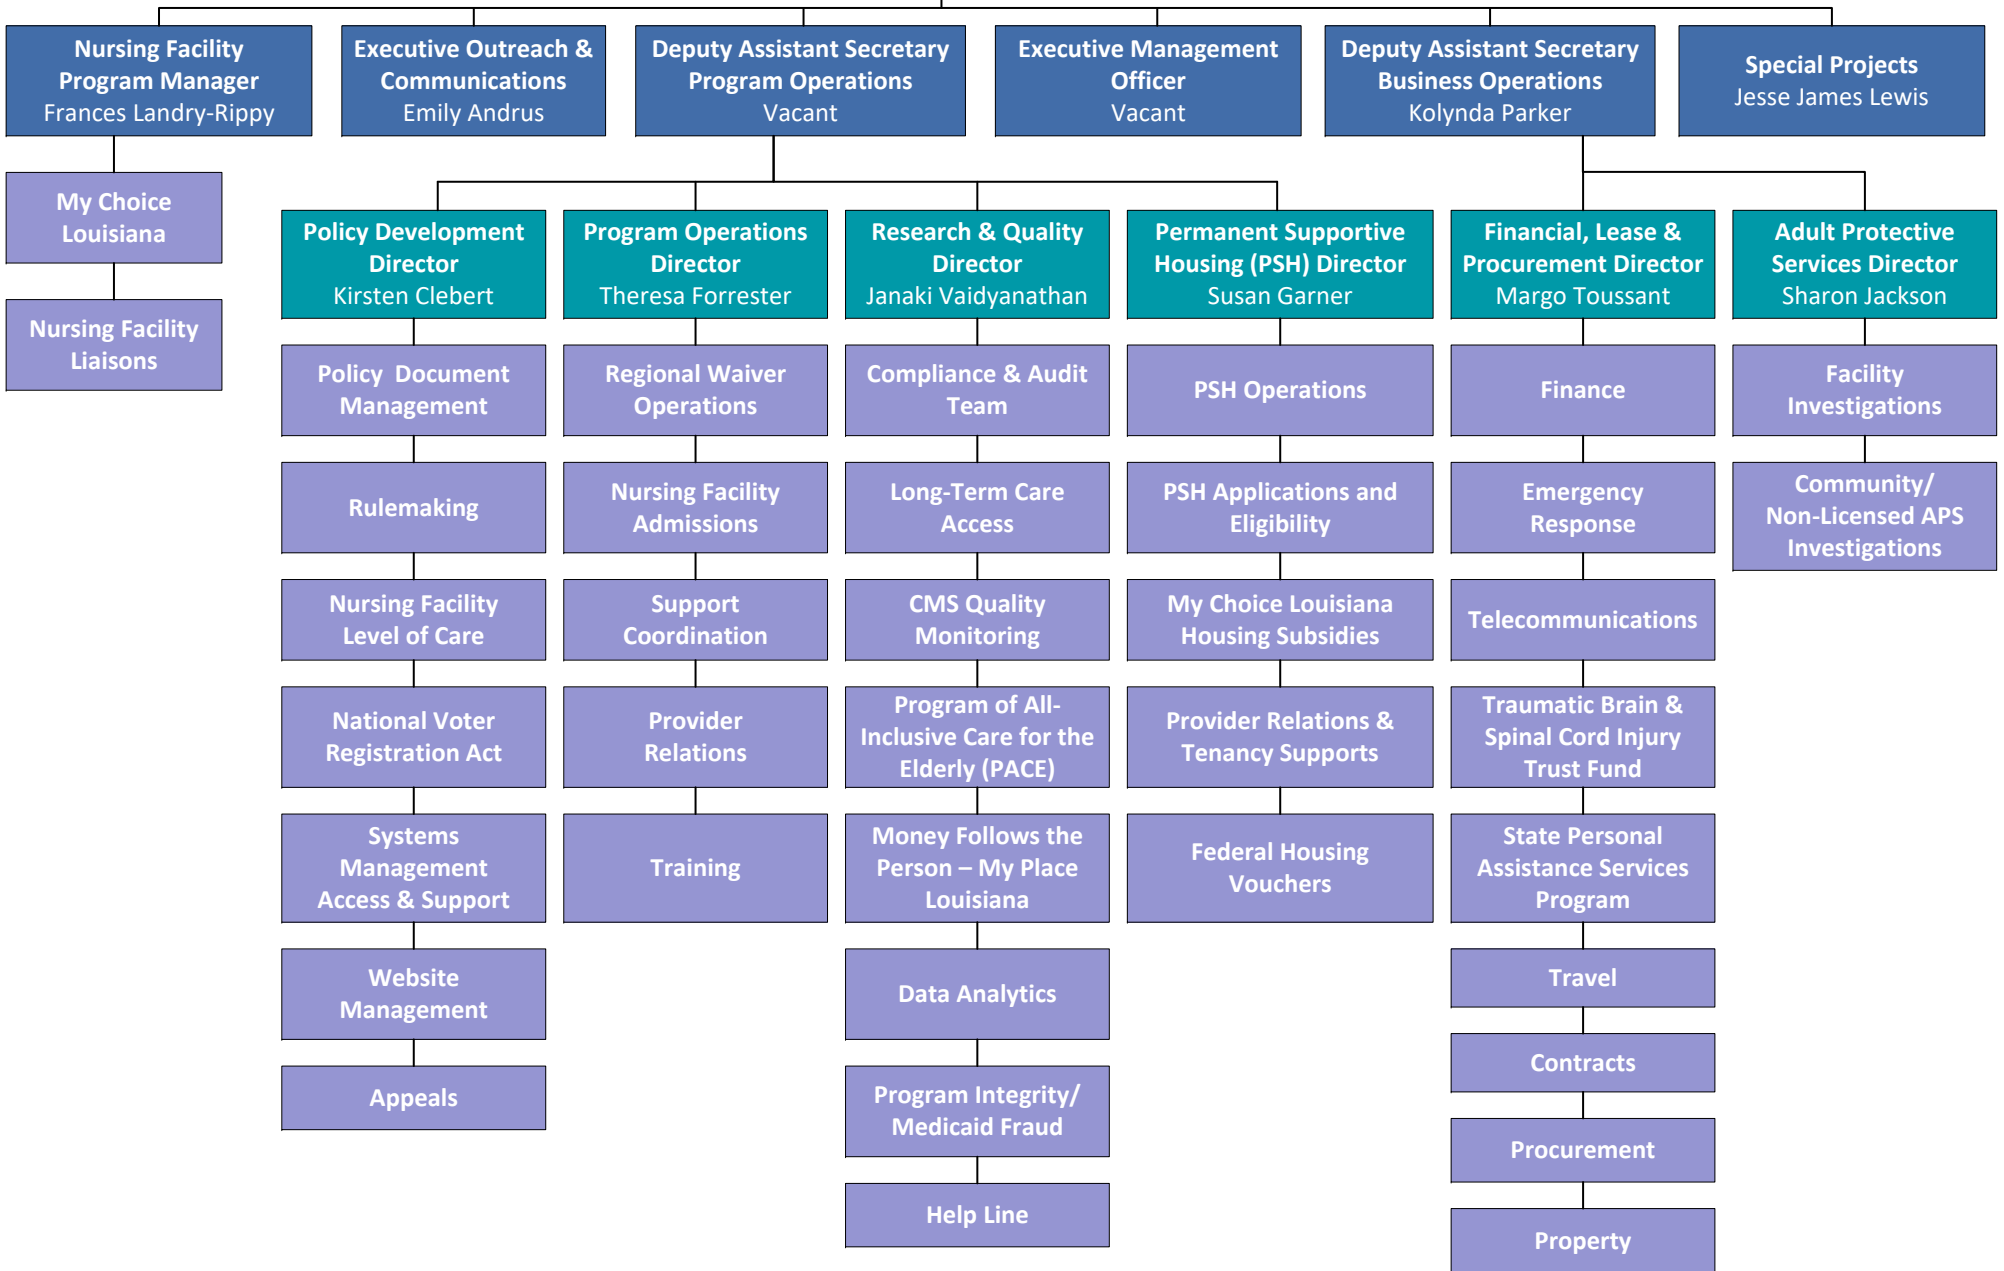 Nursing Facility
Program Manager
Frances Landry-Rippy
Executive Outreach &
Communications
Emily Andrus
Deputy Assistant Secretary
Program Operations
Vacant
Executive Management
Officer
Vacant
Deputy Assistant Secretary
Business Operations
Kolynda Parker
Special Projects
Jesse James Lewis
My Choice
Louisiana
Nursing Facility
Liaisons
Policy Development
Director
Kirsten Clebert
Policy Document
Management
Rulemaking
Nursing Facility
Level of Care
National Voter
Registration Act
Systems
Management
Access & Support
Website
Management
Appeals
Program Operations
Director
Theresa Forrester
Regional Waiver
Operations
Nursing Facility
Admissions
Support
Coordination
Provider
Relations
Training
Research & Quality
Director
Janaki Vaidyanathan
Compliance & Audit
Team
Long-Term Care
Access
CMS Quality
Monitoring
Program of All-
Inclusive Care for the
Elderly (PACE)
Money Follows the
Person – My Place
Louisiana
Data Analytics
Program Integrity/
Medicaid Fraud
Help Line
Permanent Supportive
Housing (PSH) Director
Susan Garner
PSH Operations
PSH Applications and
Eligibility
My Choice Louisiana
Housing Subsidies
Provider Relations &
Tenancy Supports
Federal Housing
Vouchers
Financial, Lease &
Procurement Director
Margo Toussant
Finance
Emergency
Response
Telecommunications
Traumatic Brain &
Spinal Cord Injury
Trust Fund
State Personal
Assistance Services
Program
Travel
Contracts
Procurement
Property
Adult Protective
Services Director
Sharon Jackson
Facility
Investigations
Community/
Non-Licensed APS
Investigations